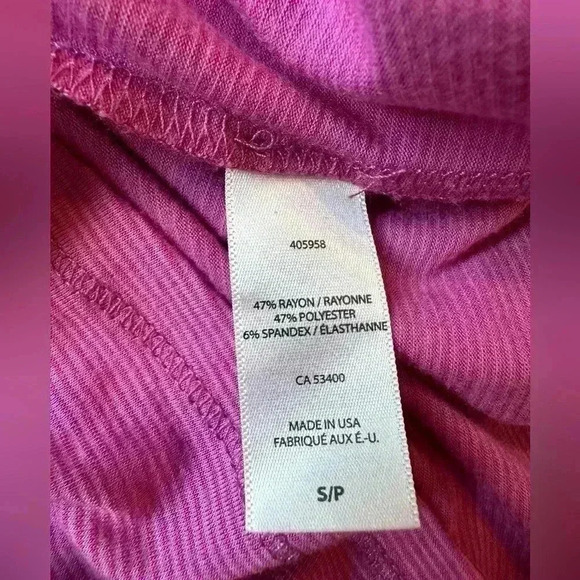 405958
47% RAYON / RAYONNE
47% POLYESTER
6% SPANDEX / ÉLASTHANNE
CA 53400
MADE IN USA
FABRIQUÉ AUX É.-U.
S/P